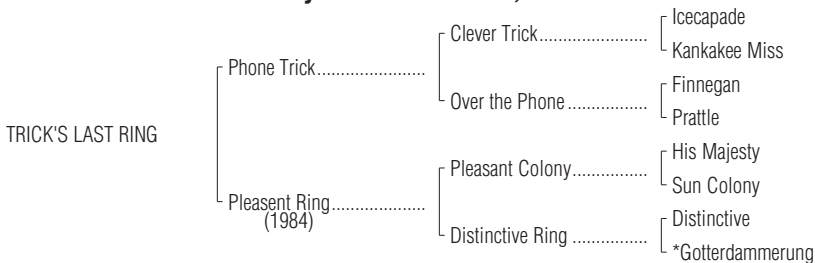 Icecapade
Clever Trick
Kankakee Miss
Phone Trick
Finnegan
Over the Phone
Prattle
TRICK'S LAST RING
His Majesty
Pleasant Colony
Sun Colony
Pleasent Ring
(1984)
Distinctive
Distinctive Ring
*Gotterdammerung